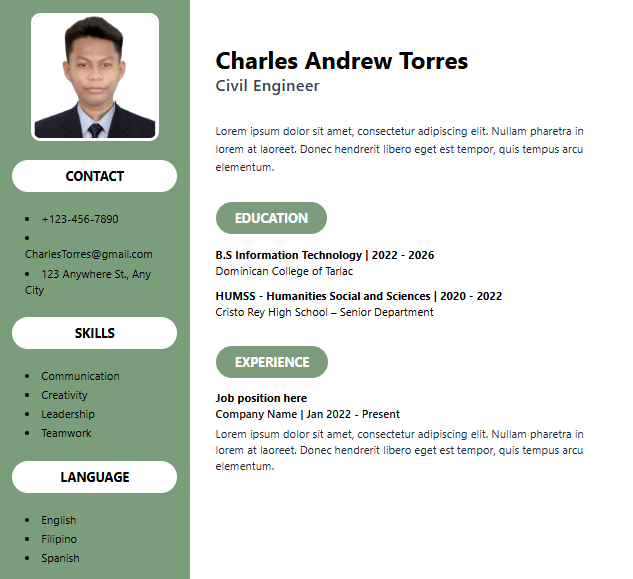 CONTACT
• +123-456-7890
•
CharlesTorres@gmail.com
• 123 Anywhere St., Any
City
SKILLS
• Communication
• Creativity
• Leadership
• Teamwork
LANGUAGE
• English
• Filipino
• Spanish
Charles Andrew Torres
Civil Engineer
Lorem ipsum dolor sit amet, consectetur adipiscing elit. Nullam pharetra in
lorem at laoreet. Donec hendrerit libero eget est tempor, quis tempus arcu
elementum.
EDUCATION
B.S Information Technology | 2022 - 2026
Dominican College of Tarlac
HUMSS - Humanities Social and Sciences | 2020 - 2022
Cristo Rey High School – Senior Department
EXPERIENCE
Job position here
Company Name | Jan 2022 - Present
Lorem ipsum dolor sit amet, consectetur adipiscing elit. Nullam pharetra in
lorem at laoreet. Donec hendrerit libero eget est tempor, quis tempus arcu
elementum.